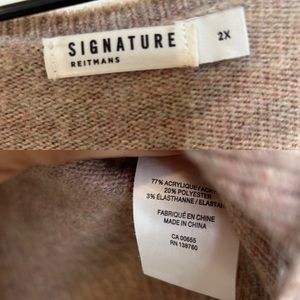 SIGNATURE
REITMANS
2X
77% ACRYLIQUE/
20% POLYESTER
3% ÉLASTHANNE /
FABRIQUÉ EN CHINE
MADE IN CHINA
CA 00655
RN 138760